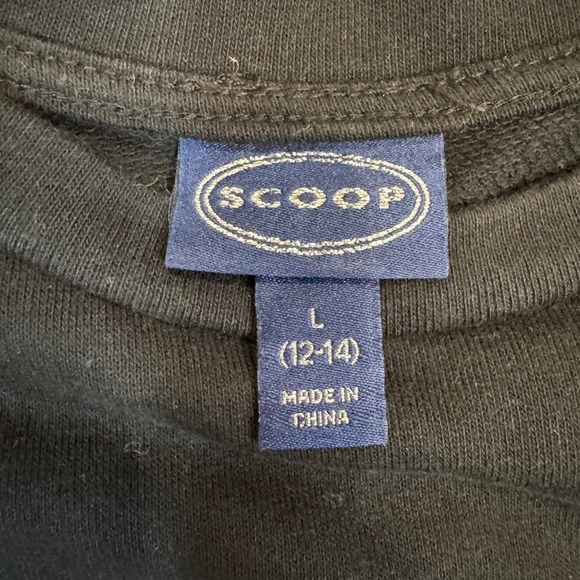 SCOOP
L
(12-14)
MADE IN
CHINA